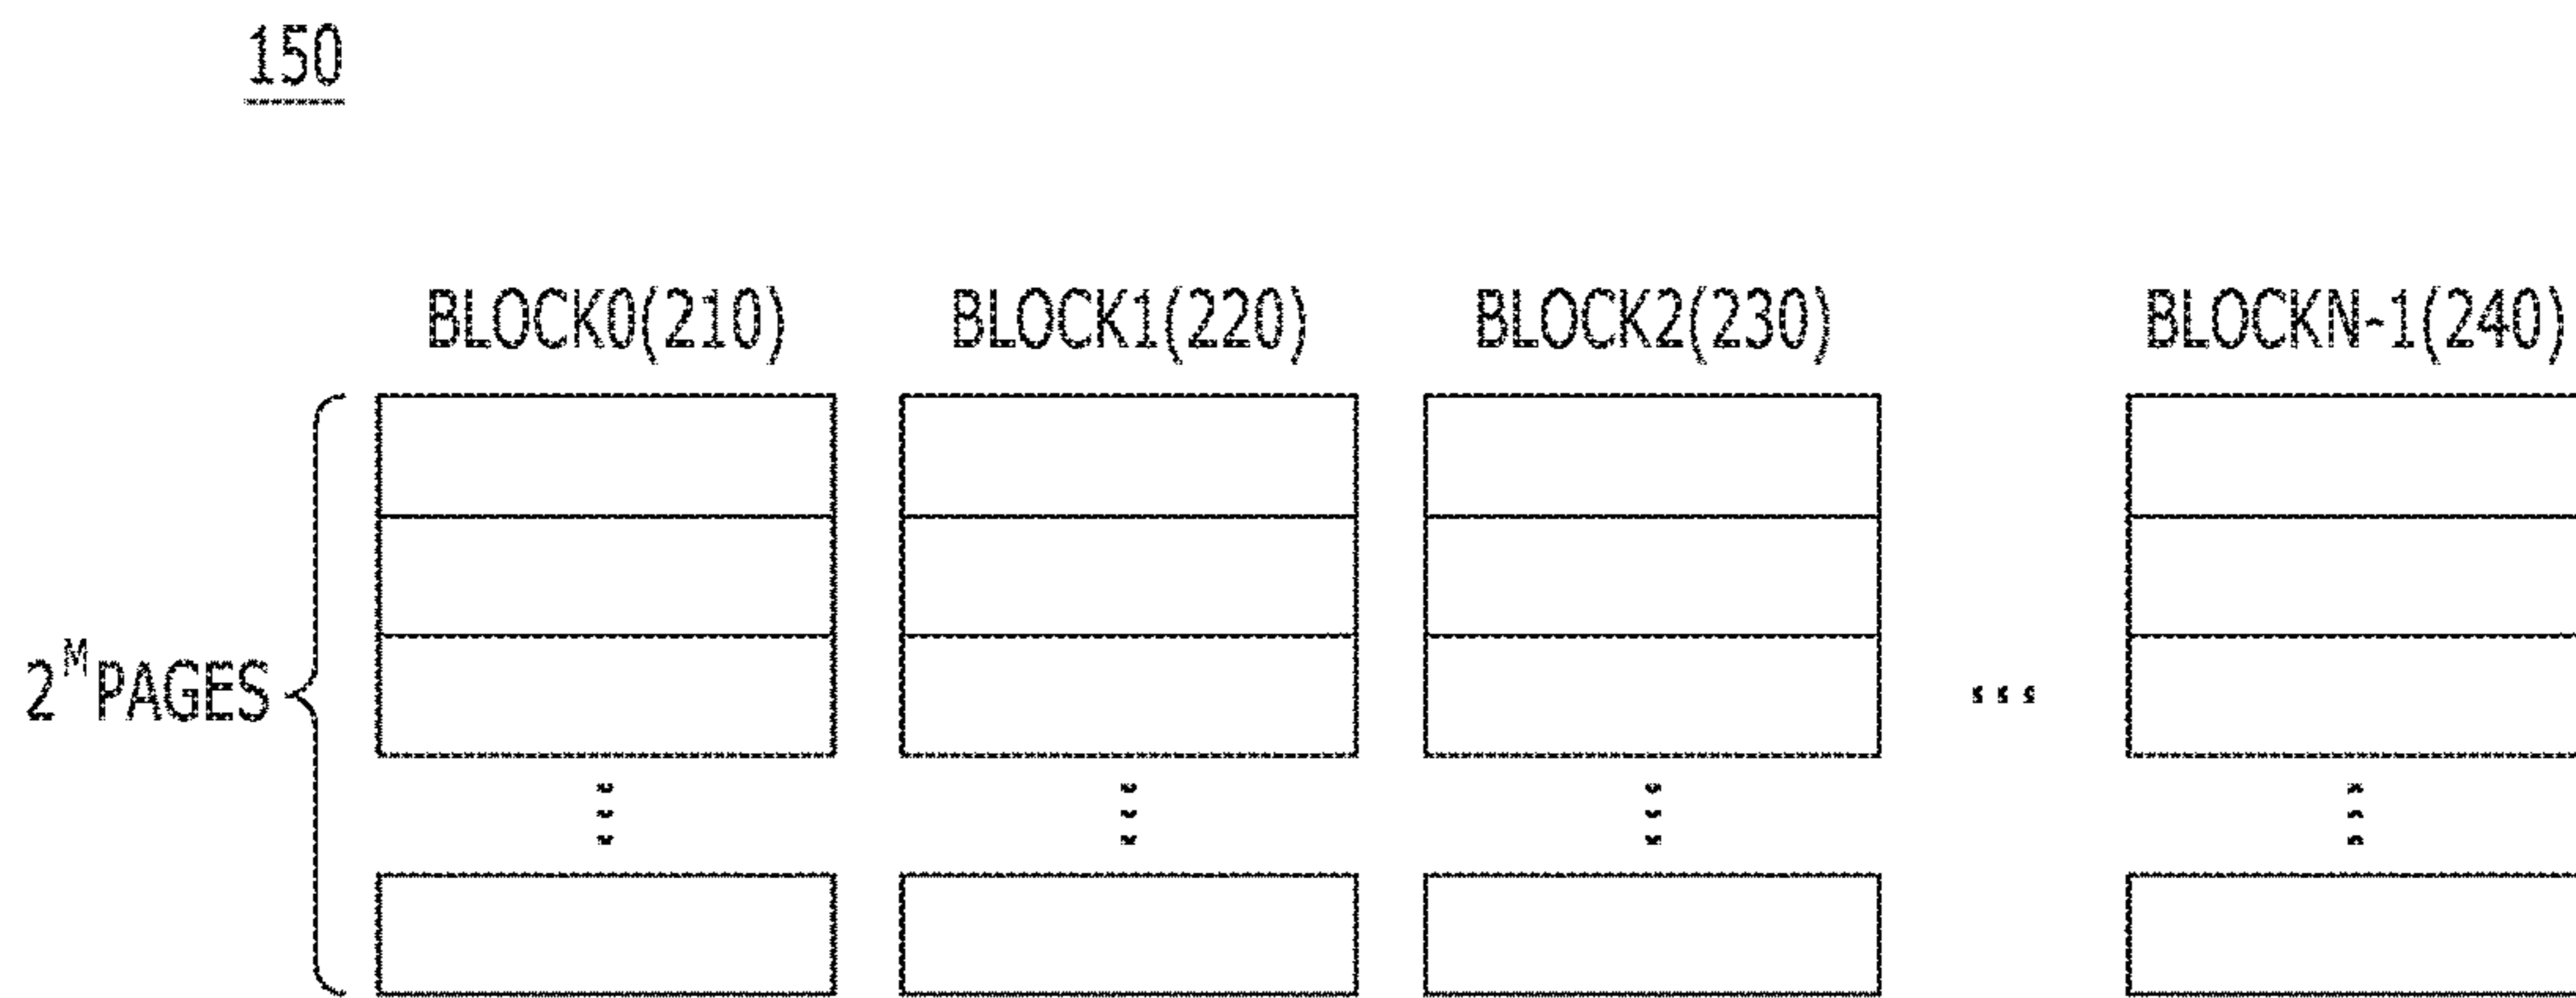 150
BLOCK0(210) BLOCK1(220) BLOCK2(230) BLOCKN-1(240)
2^M PAGES
...